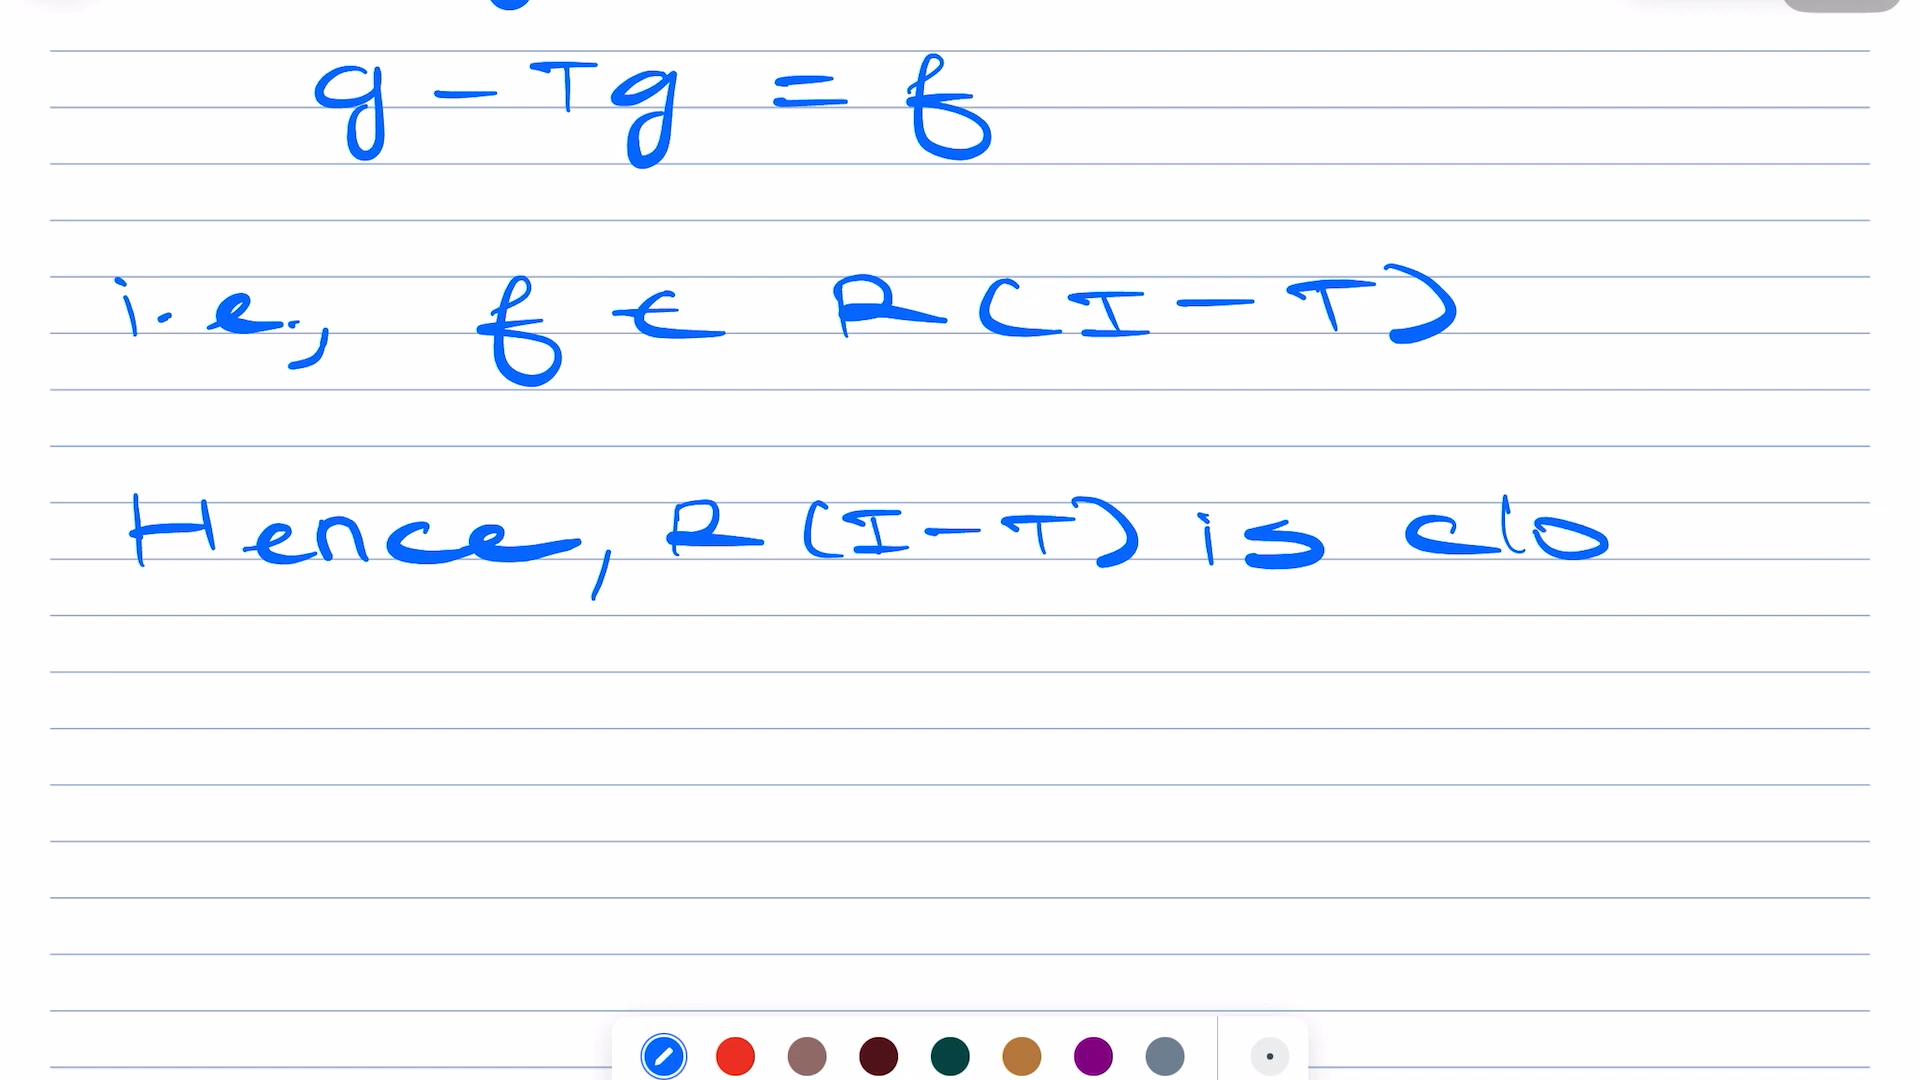 g - Tg = f
i.e., f ∈ R(I-T)
Hence, R(I-T) is clo